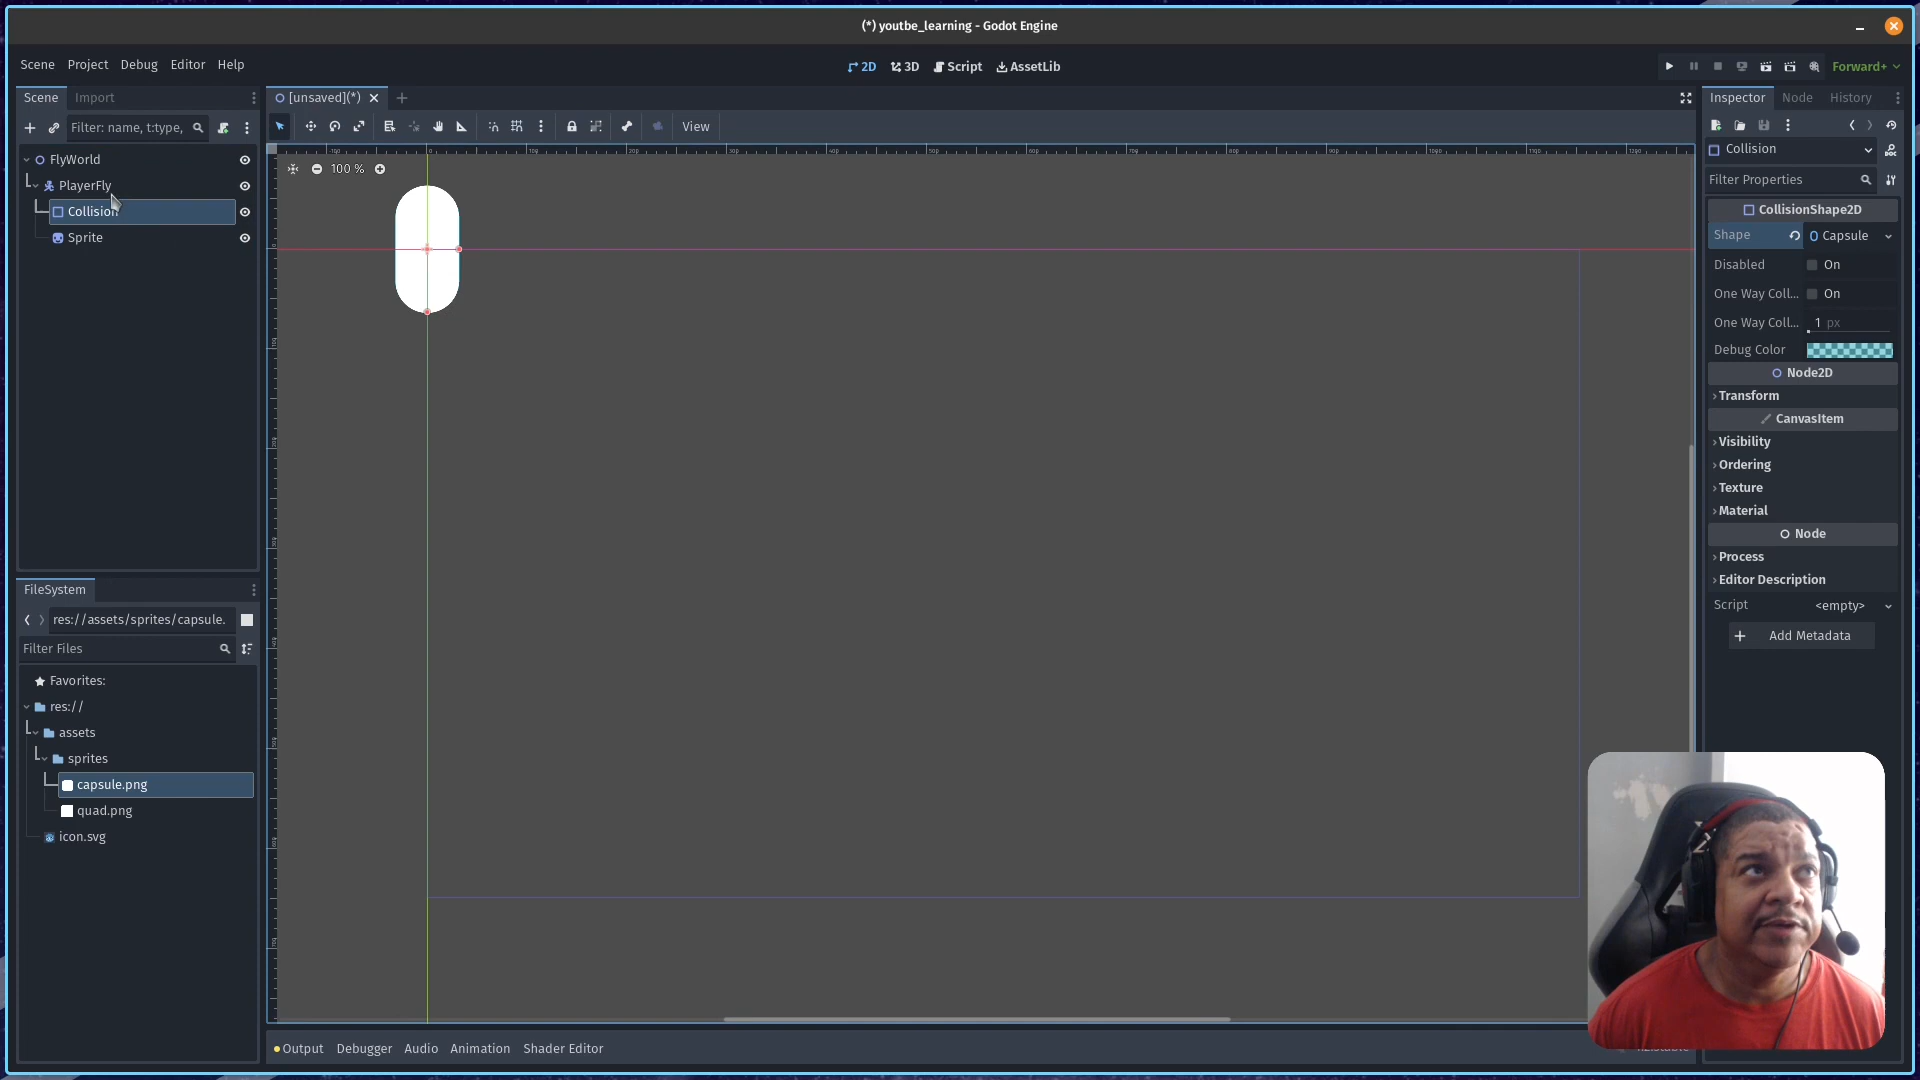 (*) youtbe_learning - Godot Engine
Scene Project Debug Editor Help
2D 3D Script AssetLib
Forward+
Scene Import
[unsaved](*)
Inspector Node History
Filter: name, t:type,
View
Collision
Filter Properties
FlyWorld
PlayerFly
Collision
Sprite
100 %
CollisionShape2D
Shape Capsule
Disabled On
One Way Coll... On
One Way Coll... 1 px
Debug Color
Node2D
Transform
CanvasItem
Visibility
Ordering
Texture
Material
Node
Process
Editor Description
Script <empty>
Add Metadata
FileSystem
res://assets/sprites/capsule.
Filter Files
Favorites:
res://
assets
sprites
capsule.png
quad.png
icon.svg
Output Debugger Audio Animation Shader Editor